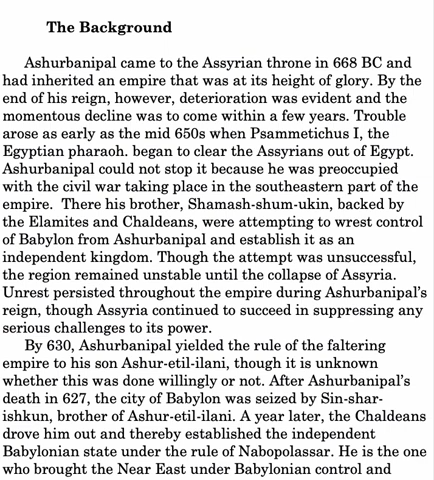 The Background
Ashurbanipal came to the Assyrian throne in 668 BC and
had inherited an empire that was at its height of glory. By the
end of his reign, however, deterioration was evident and the
momentous decline was to come within a few years. Trouble
arose as early as the mid 650s when Psammetichus I, the
Egyptian pharaoh. began to clear the Assyrians out of Egypt.
Ashurbanipal could not stop it because he was preoccupied
with the civil war taking place in the southeastern part of the
empire.  There his brother, Shamash-shum-ukin, backed by
the Elamites and Chaldeans, were attempting to wrest control
of Babylon from Ashurbanipal and establish it as an
independent kingdom. Though the attempt was unsuccessful,
the region remained unstable until the collapse of Assyria.
Unrest persisted throughout the empire during Ashurbanipal's
reign, though Assyria continued to succeed in suppressing any
serious challenges to its power.
By 630, Ashurbanipal yielded the rule of the faltering
empire to his son Ashur-etil-ilani, though it is unknown
whether this was done willingly or not. After Ashurbanipal's
death in 627, the city of Babylon was seized by Sin-shar-
ishkun, brother of Ashur-etil-ilani. A year later, the Chaldeans
drove him out and thereby established the independent
Babylonian state under the rule of Nabopolassar. He is the one
who brought the Near East under Babylonian control and